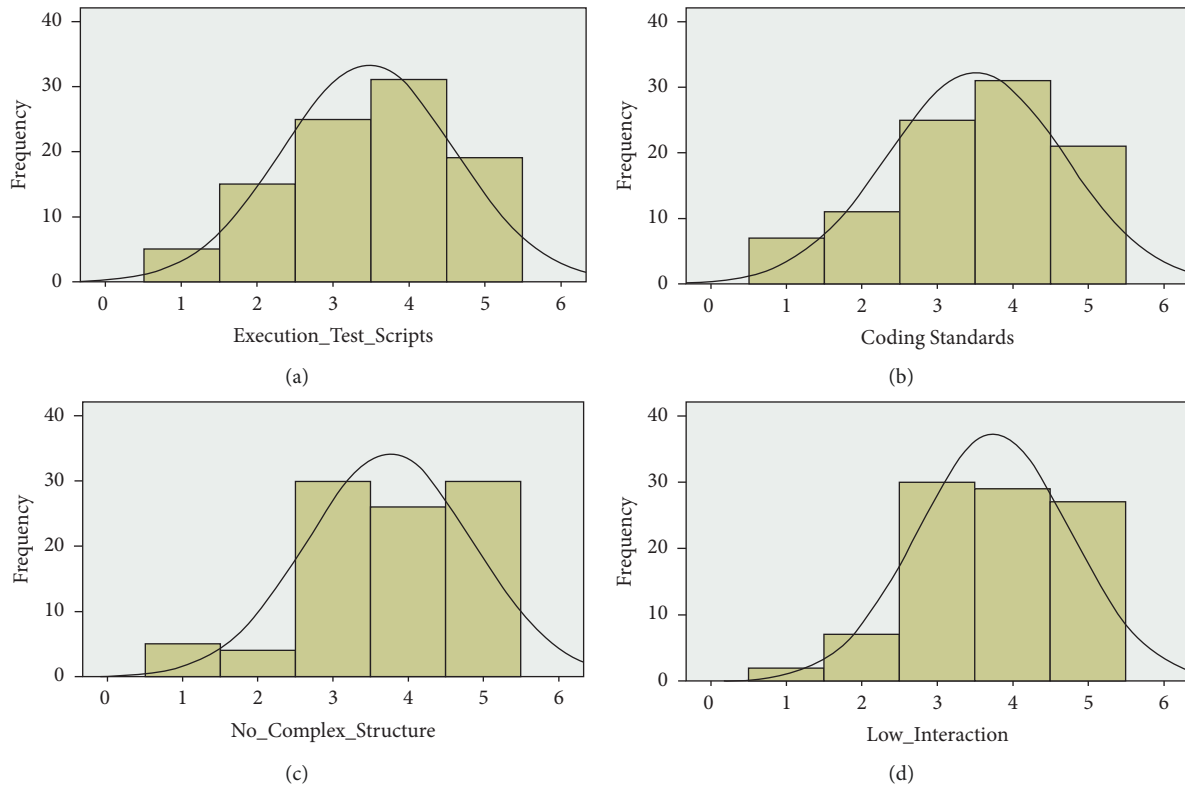 40
30
20
10
0
Frequency
0 1 2 3 4 5 6
Execution_Test_Scripts
(a)
40
30
20
10
0
Frequency
0 1 2 3 4 5 6
Coding Standards
(b)
40
30
20
10
0
Frequency
0 1 2 3 4 5 6
No_Complex_Structure
(c)
40
30
20
10
0
Frequency
0 1 2 3 4 5 6
Low_Interaction
(d)